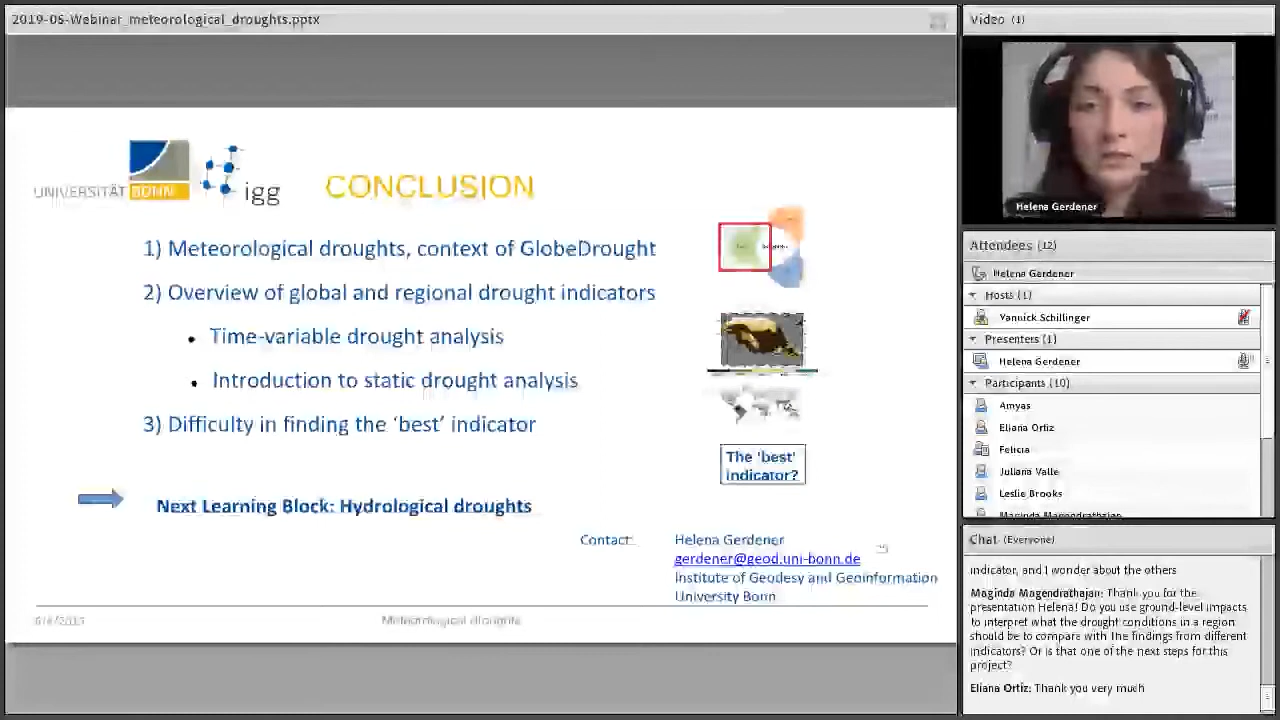 2019-06-Webinar_meteorological_droughts.pptx
UNIVERSITÄT BONN
igg
CONCLUSION
1) Meteorological droughts, context of GlobeDrought
2) Overview of global and regional drought indicators
• Time-variable drought analysis
• Introduction to static drought analysis
3) Difficulty in finding the ‘best’ indicator
The 'best'
indicator?
Next Learning Block: Hydrological droughts
Contact:
Helena Gerdener
gerdener@geod.uni-bonn.de
Institute of Geodesy and Geoinformation
University Bonn
Meteorological droughts
Video (1)
Helena Gerdener
Attendees (12)
Helena Gerdener
Hosts (1)
Yannick Schillinger
Presenters (1)
Helena Gerdener
Participants (10)
Amyas
Eliana Ortiz
Felicia
Juliana Valle
Leslie Brooks
Maginda Magendrathajan
Chat (Everyone)
indicator, and I wonder about the others
Maginda Magendrathajan: Thank you for the
presentation Helena! Do you use ground-level impacts
to interpret what the drought conditions in a region
should be to compare with the findings from different
indicators? Or is that one of the next steps for this
project?
Eliana Ortiz: Thank you very much